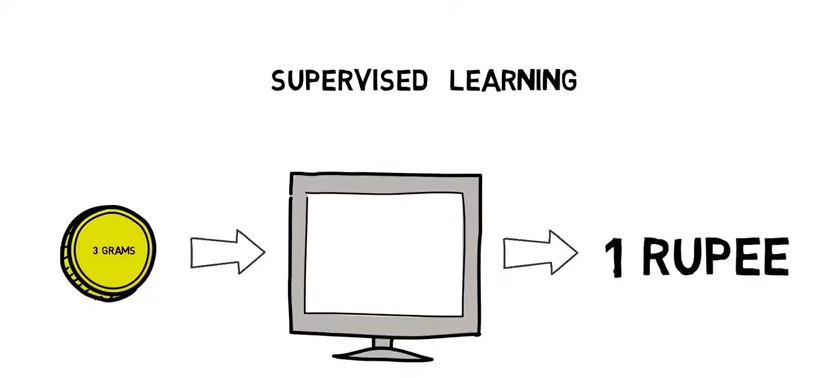 SUPERVISED LEARNING
3 GRAMS
1 RUPEE